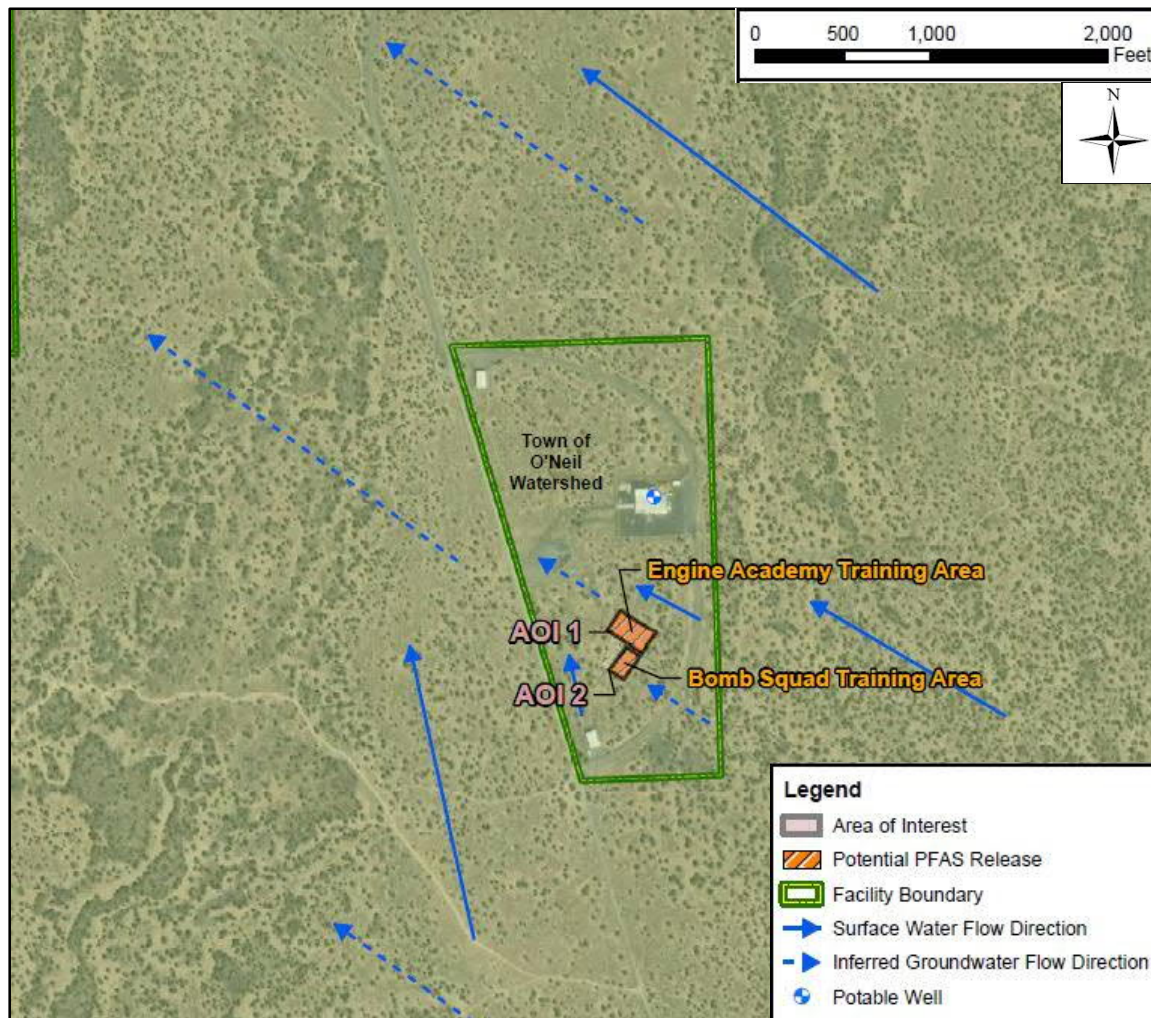 0 500 1,000 2,000
Feet
N
Town of
O'Neil
Watershed
Engine Academy Training Area
AOI 1
Bomb Squad Training Area
AOI 2
Legend
Area of Interest
Potential PFAS Release
Facility Boundary
Surface Water Flow Direction
Inferred Groundwater Flow Direction
Potable Well